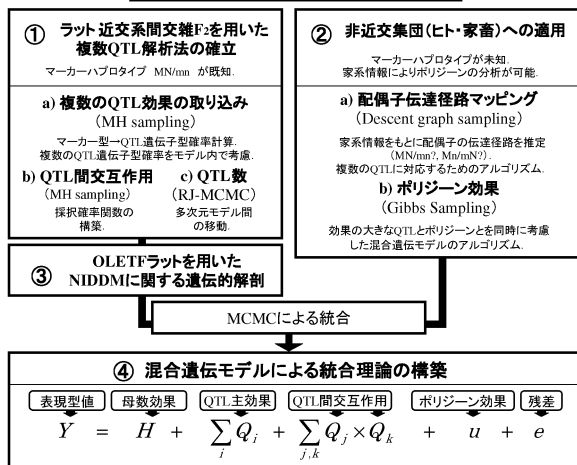 ① ラット近交系間交雑F₂を用いた
複数QTL解析法の確立
マーカーハプロタイプ MN/mn が既知.
a) 複数のQTL効果の取り込み
(MH sampling)
マーカー型→QTL遺伝子型確率計算.
複数のQTL遺伝子型確率をモデル内で考慮.
b) QTL間交互作用
(MH sampling)
採択確率関数の
構築.
c) QTL数
(RJ-MCMC)
多次元モデル間
の移動.
② 非近交集団(ヒト・家畜)への適用
マーカーハプロタイプが未知.
家系情報によりポリジーンの分析が可能.
a) 配偶子伝達径路マッピング
(Descent graph sampling)
家系情報をもとに配偶子の伝達径路を推定
(MN/mn?, Mn/mN?).
複数のQTLに対応するためのアルゴリズム.
b) ポリジーン効果
(Gibbs Sampling)
効果の大きなQTLとポリジーンとを同時に考慮
した混合遺伝モデルのアルゴリズム.
③ OLETFラットを用いた
NIDDMに関する遺伝的解剖
MCMCによる統合
④ 混合遺伝モデルによる統合理論の構築
表現型値 母数効果 QTL主効果 QTL間交互作用 ポリジーン効果 残差
Y = H + ∑_i Q_i + ∑_{j,k} Q_j × Q_k + u + e